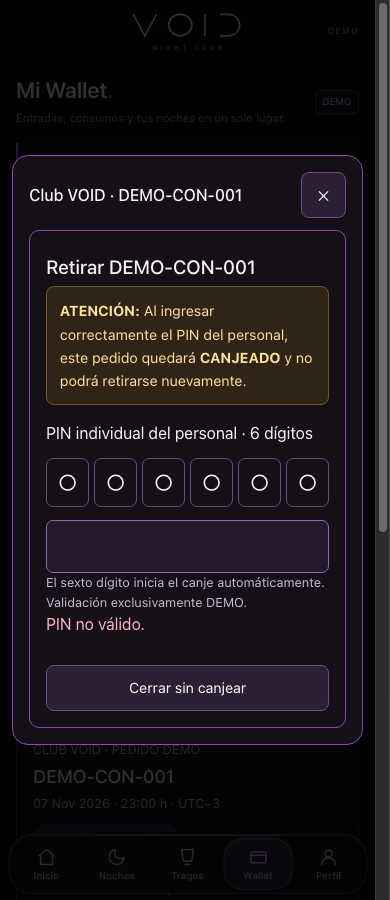 VOID
NIGHT CLUB
DEMO
Mi Wallet.
DEMO
Entradas, consumos y tus noches en un solo lugar.
Club VOID · DEMO-CON-001
×
Retirar DEMO-CON-001
ATENCIÓN: Al ingresar
correctamente el PIN del personal,
este pedido quedará CANJEADO y no
podrá retirarse nuevamente.
PIN individual del personal · 6 dígitos
El sexto dígito inicia el canje automáticamente.
Validación exclusivamente DEMO.
PIN no válido.
Cerrar sin canjear
CLUB VOID · PEDIDO DEMO
DEMO-CON-001
07 Nov 2026 · 23:00 h · UTC−3
Inicio
Noches
Tragos
Wallet
Perfil